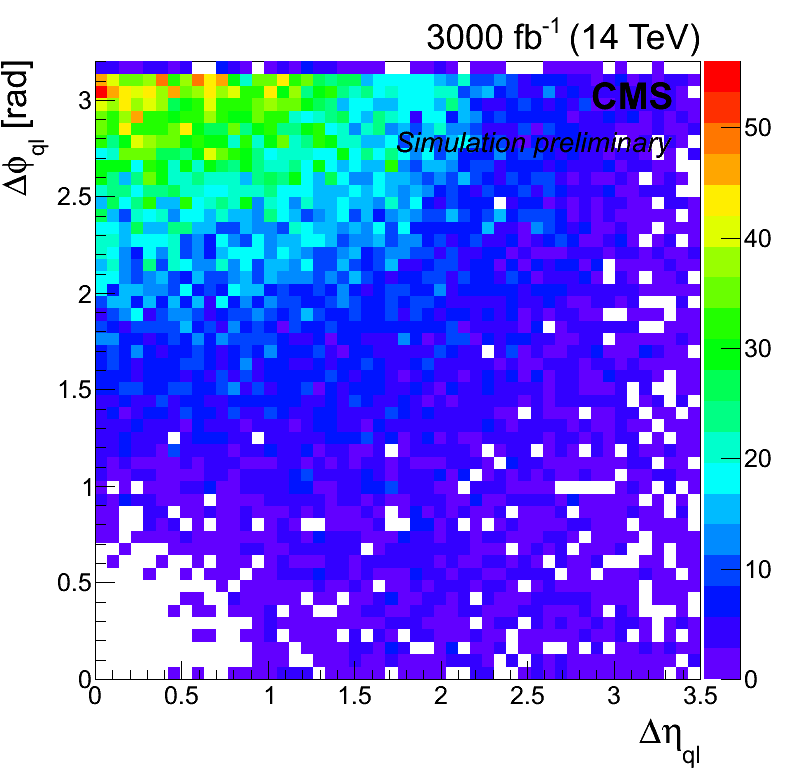 3000 fb⁻¹ (14 TeV)
CMS
Simulation preliminary
Δϕ_ql [rad]
3
2.5
2
1.5
1
0.5
0
0 0.5 1 1.5 2 2.5 3 3.5
Δη_ql
50
40
30
20
10
0